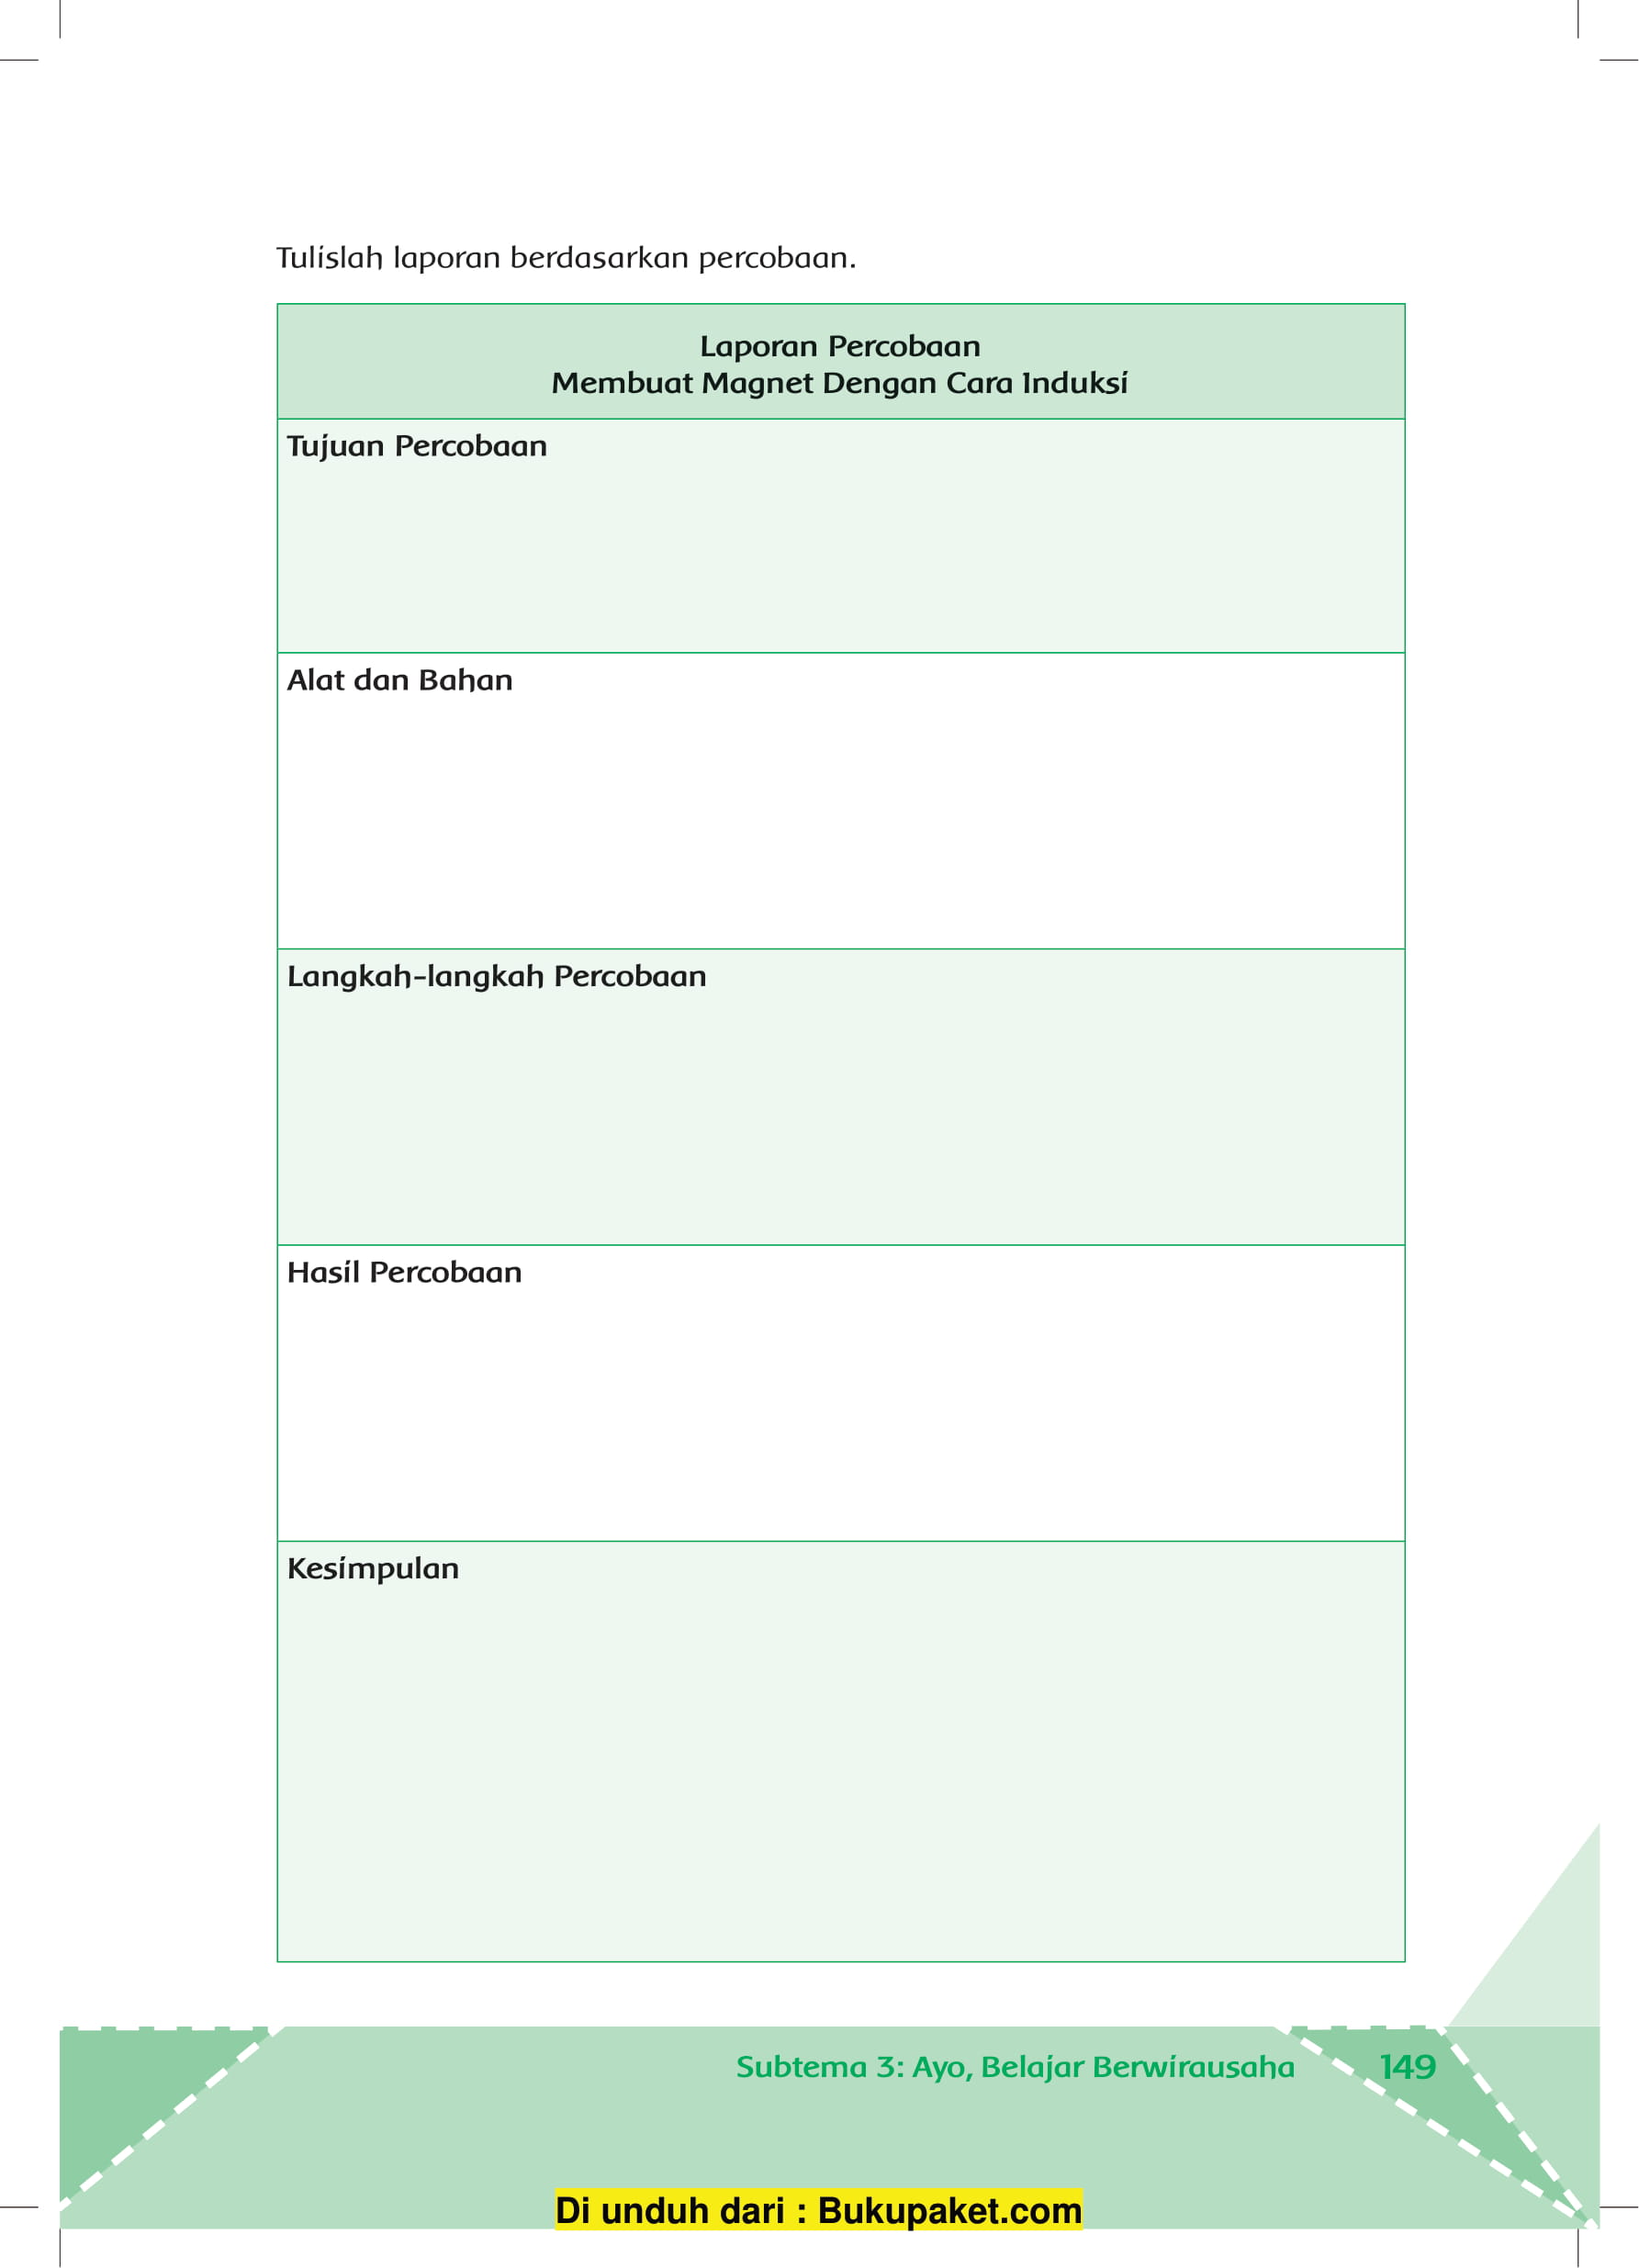 Tulislah laporan berdasarkan percobaan.
Laporan Percobaan
Membuat Magnet Dengan Cara Induksi
Tujuan Percobaan
Alat dan Bahan
Langkah-langkah Percobaan
Hasil Percobaan
Kesimpulan
Subtema 3: Ayo, Belajar Berwirausaha 149
Di unduh dari : Bukupaket.com